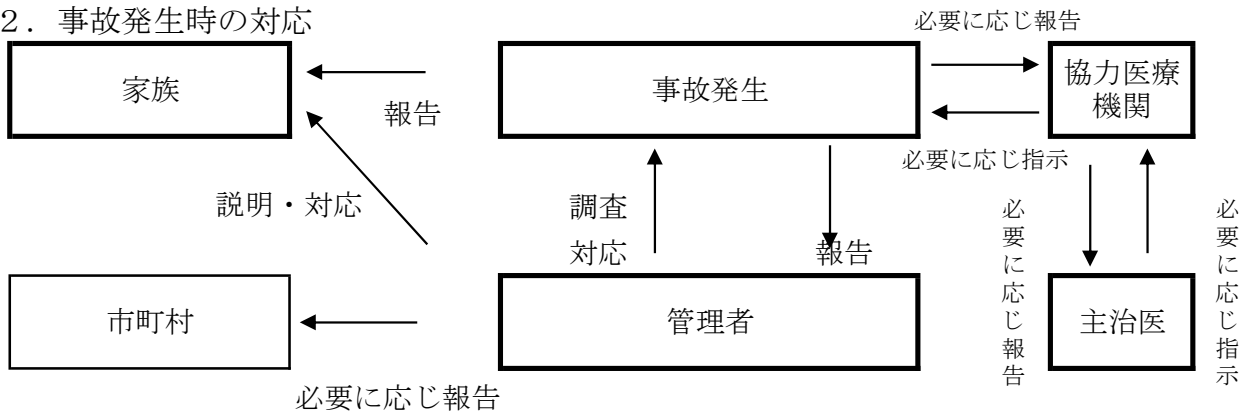 ２．事故発生時の対応
必要に応じ報告
家族
報告
事故発生
協力医療
機関
必要に応じ指示
説明・対応
調査
対応
報告
必要に応じ報告
必要に応じ指示
市町村
管理者
主治医
必要に応じ報告